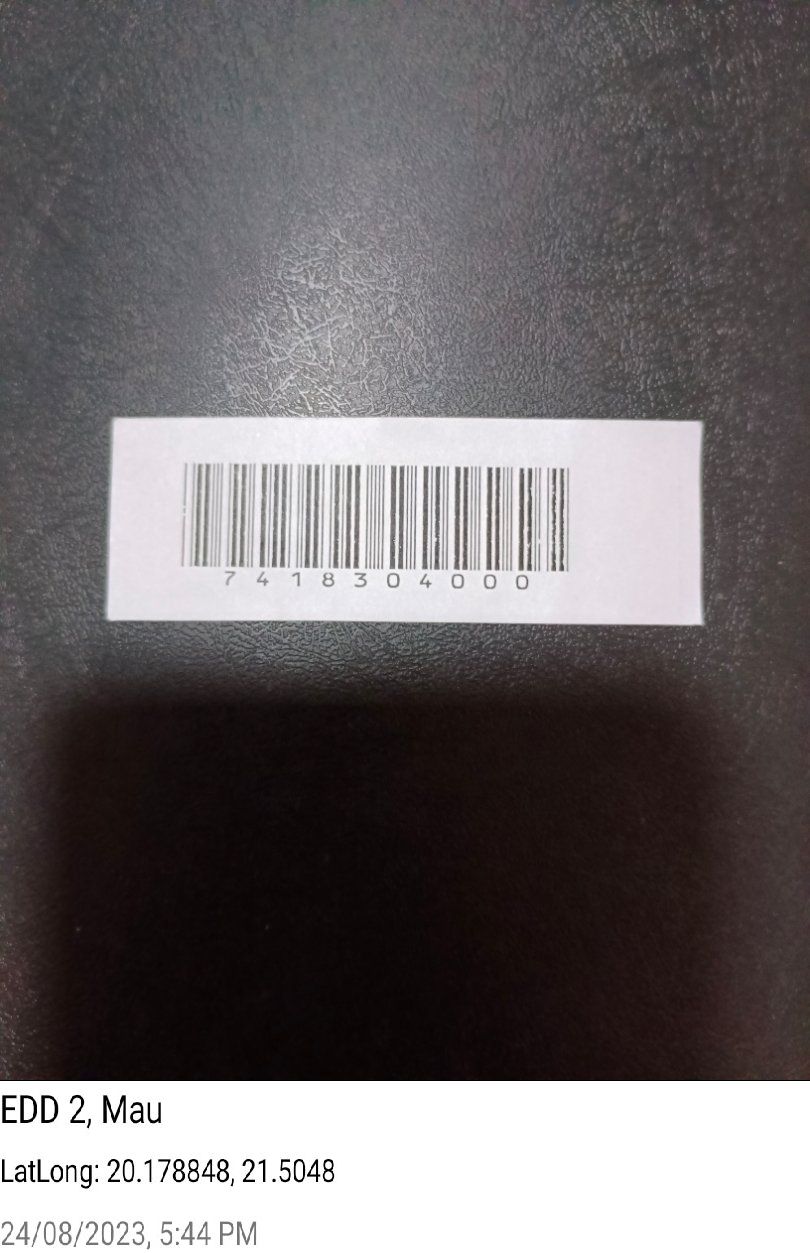 7418304000
EDD 2, Mau
LatLong: 20.178848, 21.5048
24/08/2023, 5:44 PM